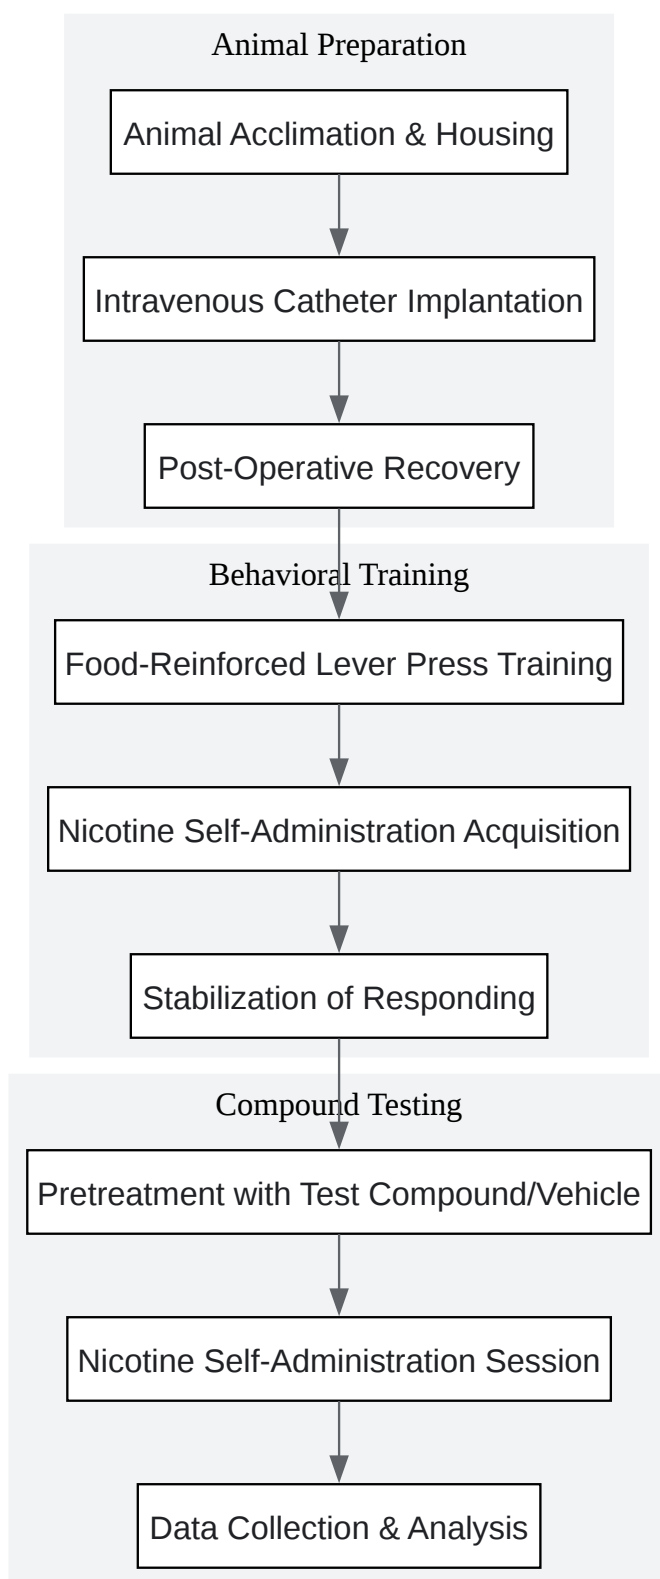 Animal Preparation
Animal Acclimation & Housing
Intravenous Catheter Implantation
Post-Operative Recovery
Behavioral Training
Food-Reinforced Lever Press Training
Nicotine Self-Administration Acquisition
Stabilization of Responding
Compound Testing
Pretreatment with Test Compound/Vehicle
Nicotine Self-Administration Session
Data Collection & Analysis